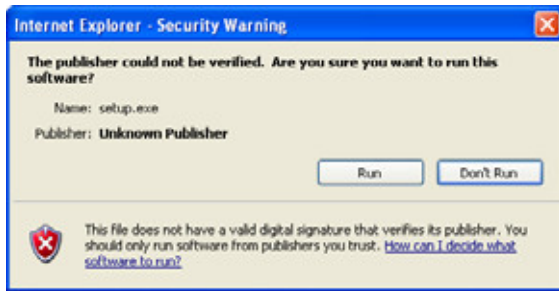 Internet Explorer - Security Warning
The publisher could not be verified.  Are you sure you want to run this
software?
Name: setup.exe
Publisher: Unknown Publisher
Run
Don't Run
This file does not have a valid digital signature that verifies its publisher. You
should only run software from publishers you trust. How can I decide what
software to run?